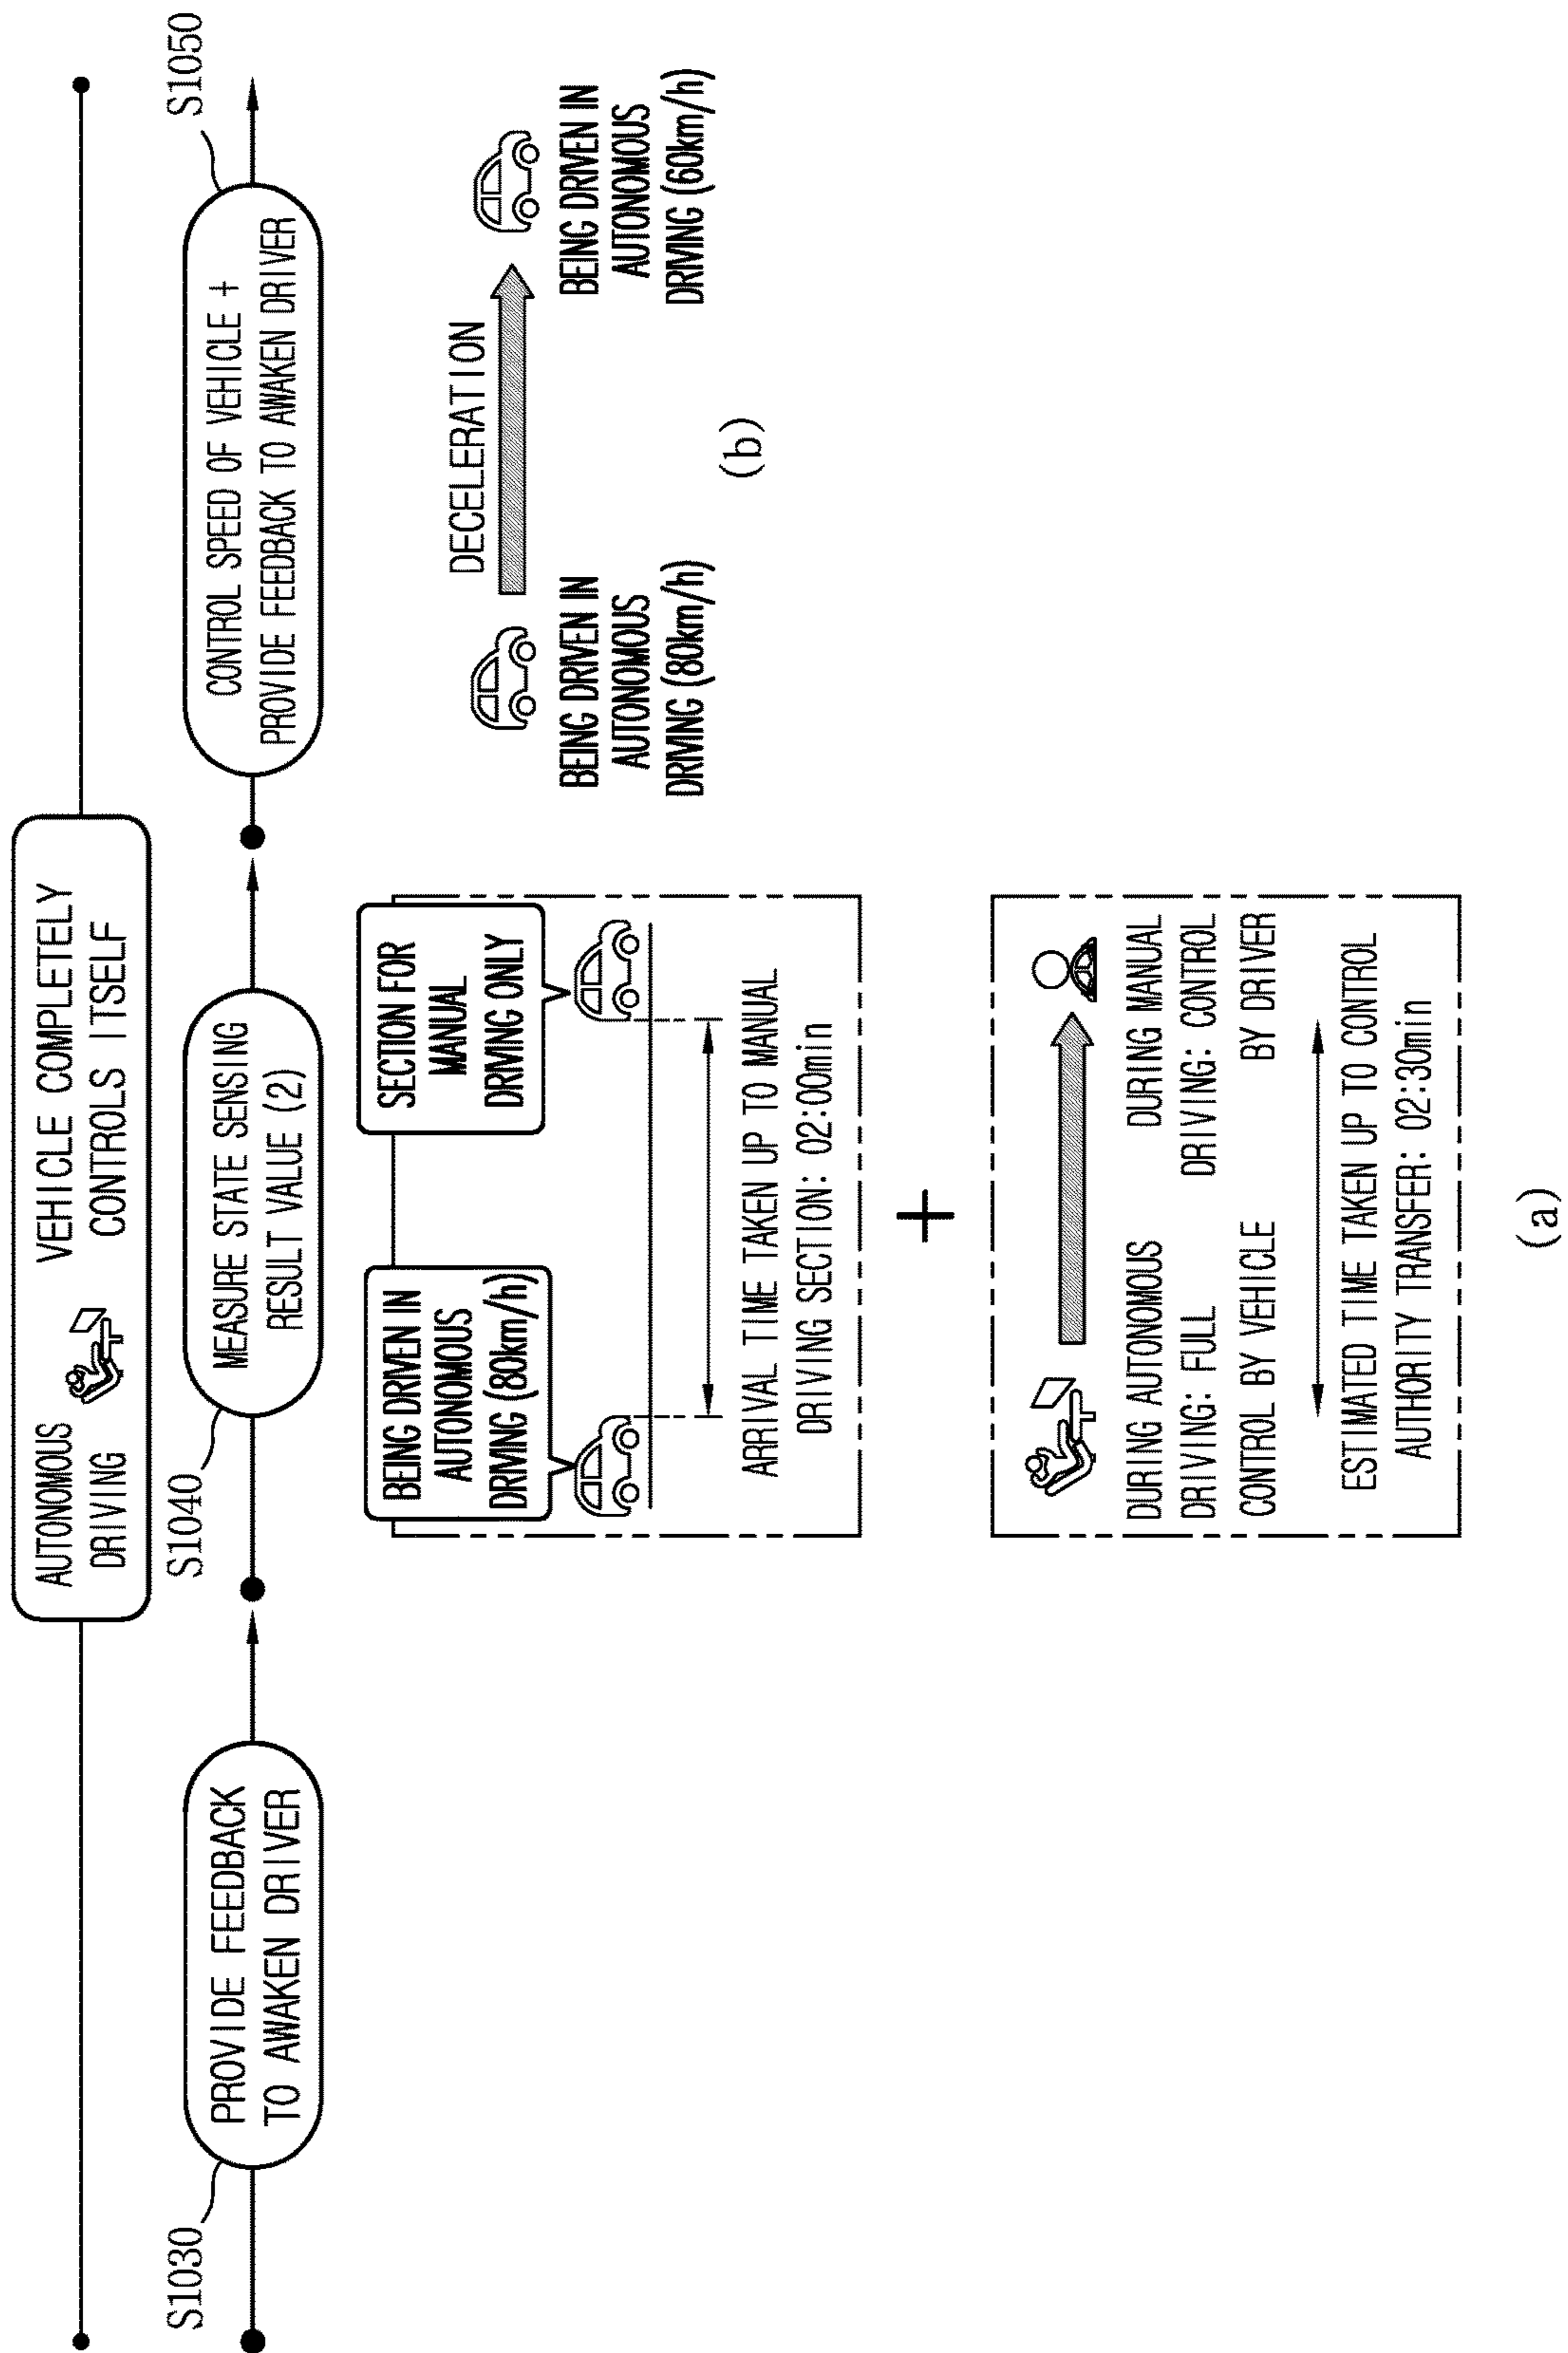 AUTONOMOUS
DRIVING
VEHICLE COMPLETELY
CONTROLS ITSELF
S1030
PROVIDE FEEDBACK
TO AWAKEN DRIVER
S1040
MEASURE STATE SENSING
RESULT VALUE (2)
S1050
CONTROL SPEED OF VEHICLE +
PROVIDE FEEDBACK TO AWAKEN DRIVER
BEING DRIVEN IN
AUTONOMOUS
DRIVING (80km/h)
SECTION FOR
MANUAL
DRIVING ONLY
ARRIVAL TIME TAKEN UP TO MANUAL
DRIVING SECTION: 02:00min
+
DURING AUTONOMOUS
DRIVING: FULL
CONTROL BY VEHICLE
DURING MANUAL
DRIVING: CONTROL
BY DRIVER
ESTIMATED TIME TAKEN UP TO CONTROL
AUTHORITY TRANSFER: 02:30min
(a)
DECELERATION
BEING DRIVEN IN
AUTONOMOUS
DRIVING (80km/h)
BEING DRIVEN IN
AUTONOMOUS
DRIVING (60km/h)
(b)